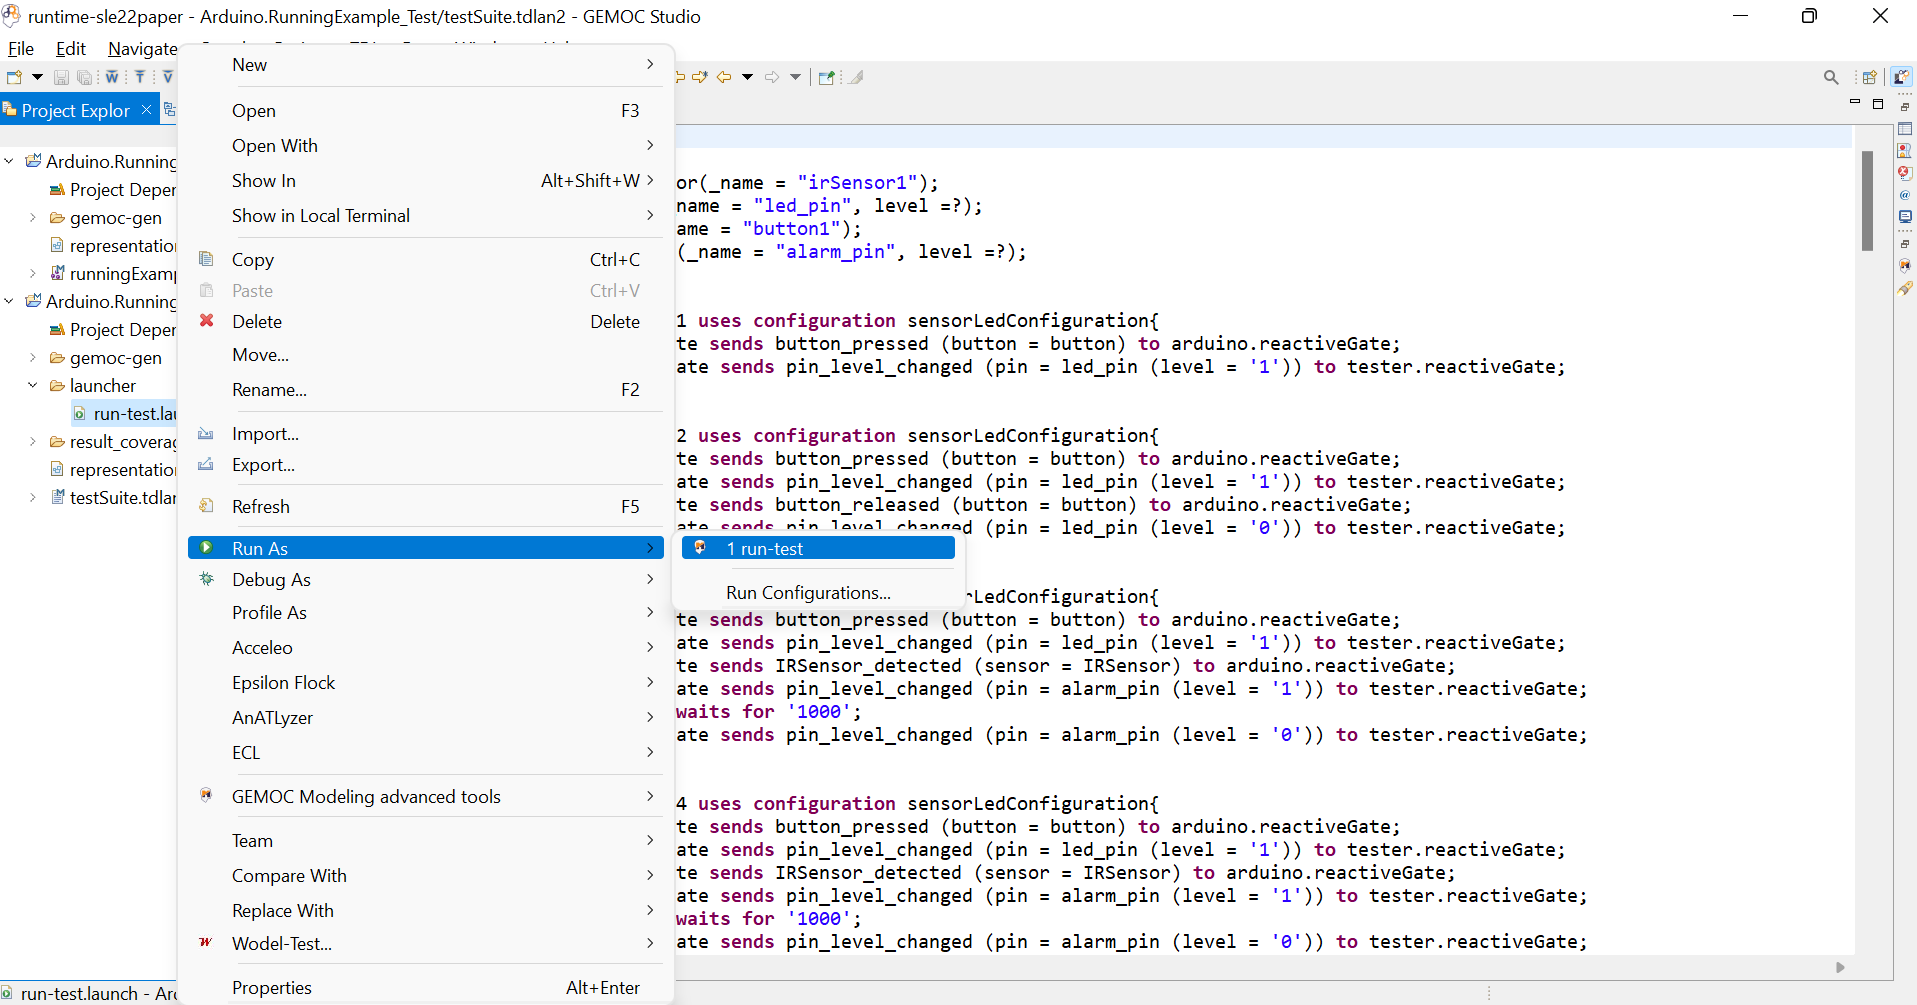 runtime-sle22paper - Arduino.RunningExample_Test/testSuite.tdlan2 - GEMOC Studio
File Edit Navigate
Project Explor
Arduino.Running
Project Deper
gemoc-gen
representation
runningExamp
Arduino.Running
Project Deper
gemoc-gen
launcher
run-test.lau
result_coverag
representation
testSuite.tdlan
run-test.launch - Ard
New
Open F3
Open With
Show In Alt+Shift+W
Show in Local Terminal
Copy Ctrl+C
Paste Ctrl+V
Delete Delete
Move...
Rename... F2
Import...
Export...
Refresh F5
Run As
Debug As
Profile As
Acceleo
Epsilon Flock
AnATLyzer
ECL
GEMOC Modeling advanced tools
Team
Compare With
Replace With
Wodel-Test...
Properties Alt+Enter
1 run-test
Run Configurations...
or(_name = "irSensor1");
name = "led_pin", level =?);
ame = "button1");
(_name = "alarm_pin", level =?);
1 uses configuration sensorLedConfiguration{
te sends button_pressed (button = button) to arduino.reactiveGate;
ate sends pin_level_changed (pin = led_pin (level = '1')) to tester.reactiveGate;
2 uses configuration sensorLedConfiguration{
te sends button_pressed (button = button) to arduino.reactiveGate;
ate sends pin_level_changed (pin = led_pin (level = '1')) to tester.reactiveGate;
te sends button_released (button = button) to arduino.reactiveGate;
ate sends pin_level_changed (pin = led_pin (level = '0')) to tester.reactiveGate;
rLedConfiguration{
te sends button_pressed (button = button) to arduino.reactiveGate;
ate sends pin_level_changed (pin = led_pin (level = '1')) to tester.reactiveGate;
te sends IRSensor_detected (sensor = IRSensor) to arduino.reactiveGate;
ate sends pin_level_changed (pin = alarm_pin (level = '1')) to tester.reactiveGate;
waits for '1000';
ate sends pin_level_changed (pin = alarm_pin (level = '0')) to tester.reactiveGate;
4 uses configuration sensorLedConfiguration{
te sends button_pressed (button = button) to arduino.reactiveGate;
ate sends pin_level_changed (pin = led_pin (level = '1')) to tester.reactiveGate;
te sends IRSensor_detected (sensor = IRSensor) to arduino.reactiveGate;
ate sends pin_level_changed (pin = alarm_pin (level = '1')) to tester.reactiveGate;
waits for '1000';
ate sends pin_level_changed (pin = alarm_pin (level = '0')) to tester.reactiveGate;